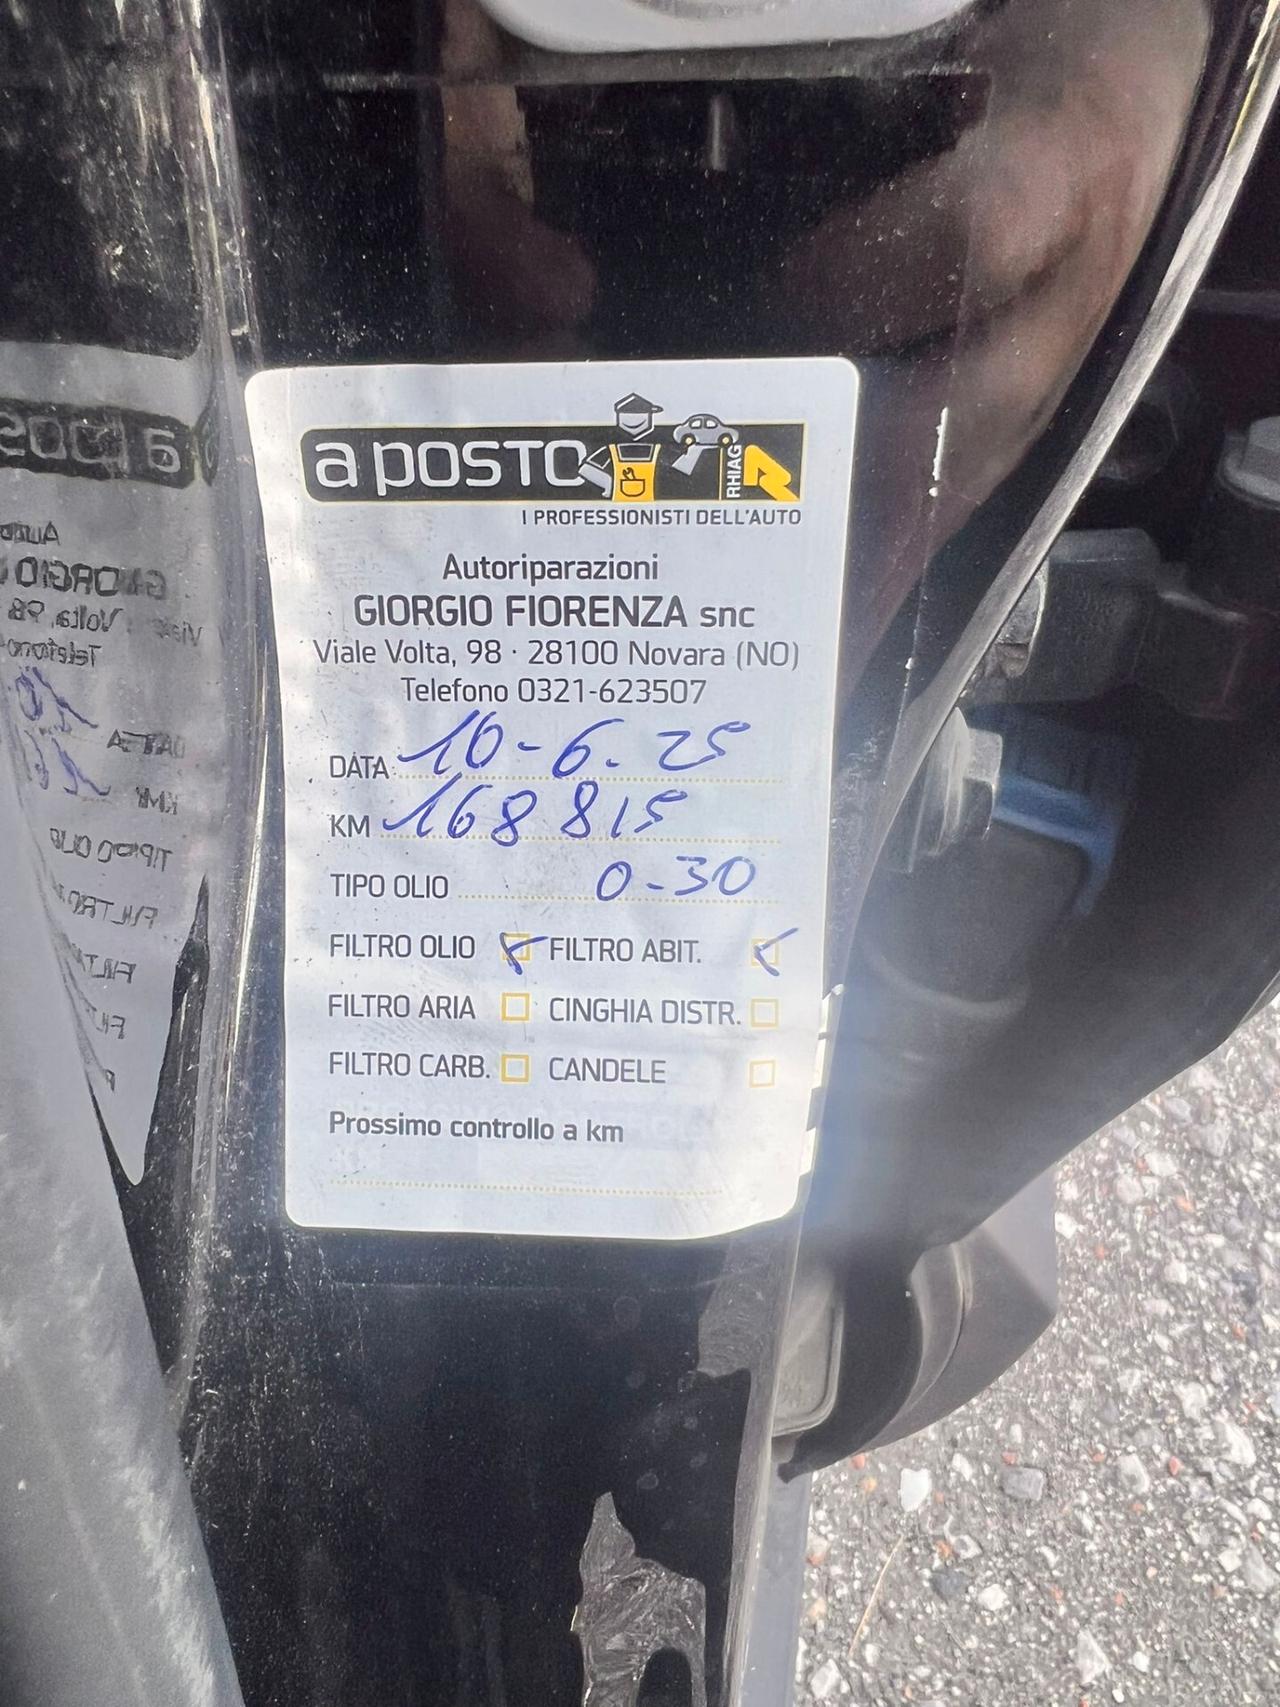 a posto
RHIAG
I PROFESSIONISTI DELL'AUTO
Autoriparazioni
GIORGIO FIORENZA snc
Viale Volta, 98 · 28100 Novara (NO)
Telefono 0321-623507
DATA 10-6-25
KM 168815
TIPO OLIO 0-30
FILTRO OLIO FILTRO ABIT.
FILTRO ARIA CINGHIA DISTR.
FILTRO CARB. CANDELE
Prossimo controllo a km